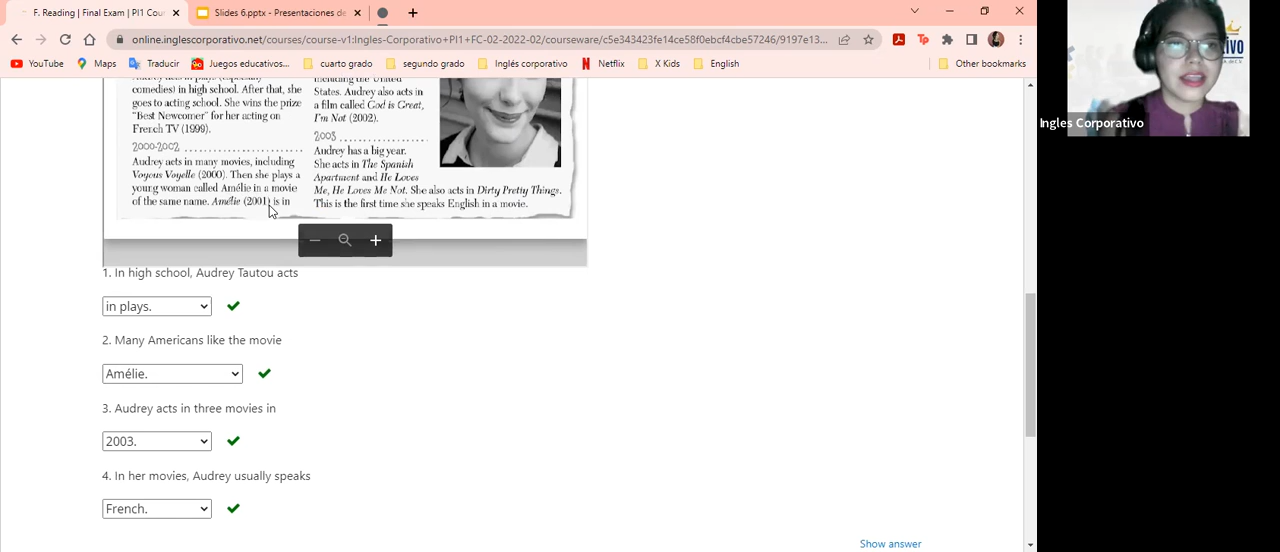 F. Reading | Final Exam | PI1 Cour
Slides 6.pptx - Presentaciones de
online.inglescorporativo.net/courses/course-v1:Ingles-Corporativo+PI1+FC-02-2022-02/courseware/c5e343423fe14ce58f0ebcf4cbe57246/9197e13...
YouTube
Maps
Traducir
Juegos educativos...
cuarto grado
segundo grado
Inglés corporativo
Netflix
X Kids
English
Other bookmarks
comedies) in high school. After that, she
goes to acting school. She wins the prize
"Best Newcomer" for her acting on
French TV (1999).
2000-2002
Audrey acts in many movies, including
Voyous Voyelle (2000). Then she plays a
young woman called Amélie in a movie
of the same name. Amélie (2001) is in
including the United
States. Audrey also acts in
a film called God is Great,
I'm Not (2002).
2003
Audrey has a big year.
She acts in The Spanish
Apartment and He Loves
Me, He Loves Me Not. She also acts in Dirty Pretty Things.
This is the first time she speaks English in a movie.
1. In high school, Audrey Tautou acts
in plays.
2. Many Americans like the movie
Amélie.
3. Audrey acts in three movies in
2003.
4. In her movies, Audrey usually speaks
French.
Show answer
Ingles Corporativo